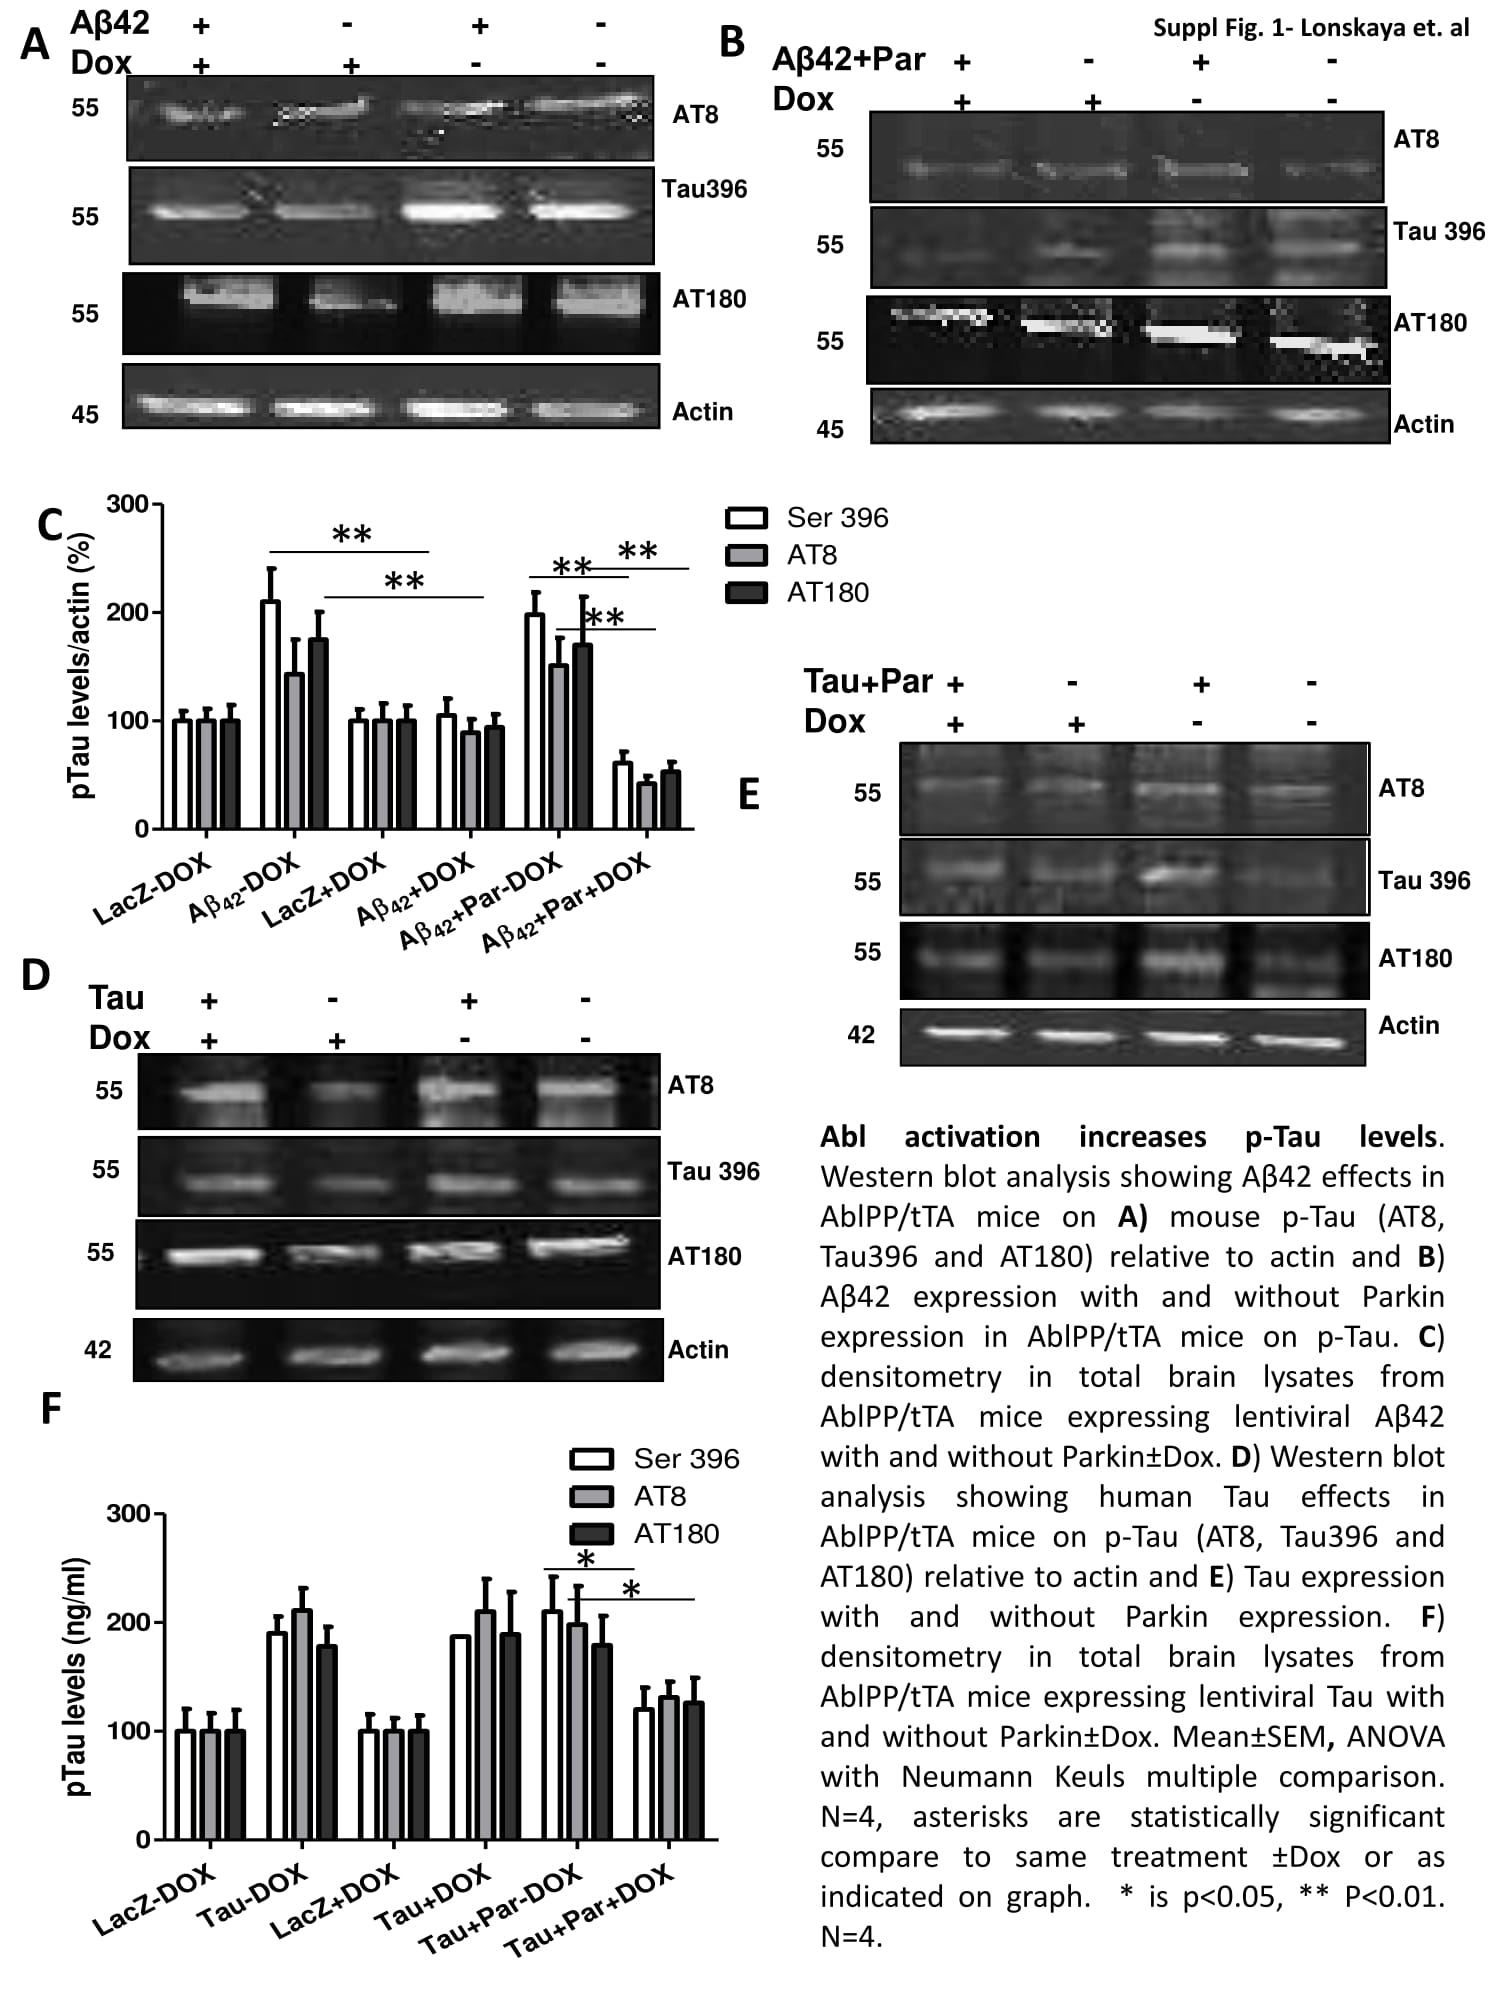 Suppl Fig. 1- Lonskaya et. al
A
Aβ42 + - + -
Dox + + - -
55 AT8
55 Tau396
55 AT180
45 Actin
B
Aβ42+Par + - + -
Dox + + - -
55 AT8
55 Tau 396
55 AT180
45 Actin
C
pTau levels/actin (%)
300
200
100
0
** ** ** ** **
Ser 396
AT8
AT180
LacZ-DOX
Aβ42-DOX
LacZ+DOX
Aβ42+DOX
Aβ42+Par-DOX
Aβ42+Par+DOX
D
Tau + - + -
Dox + + - -
55 AT8
55 Tau 396
55 AT180
42 Actin
E
Tau+Par + - + -
Dox + + - -
55 AT8
55 Tau 396
55 AT180
42 Actin
F
Ser 396
AT8
AT180
pTau levels (ng/ml)
300
200
100
0
* *
LacZ-DOX
Tau-DOX
LacZ+DOX
Tau+DOX
Tau+Par-DOX
Tau+Par+DOX
Abl activation increases p-Tau levels.
Western blot analysis showing Aβ42 effects in
AblPP/tTA mice on A) mouse p-Tau (AT8,
Tau396 and AT180) relative to actin and B)
Aβ42 expression with and without Parkin
expression in AblPP/tTA mice on p-Tau. C)
densitometry in total brain lysates from
AblPP/tTA mice expressing lentiviral Aβ42
with and without Parkin±Dox. D) Western blot
analysis showing human Tau effects in
AblPP/tTA mice on p-Tau (AT8, Tau396 and
AT180) relative to actin and E) Tau expression
with and without Parkin expression. F)
densitometry in total brain lysates from
AblPP/tTA mice expressing lentiviral Tau with
and without Parkin±Dox. Mean±SEM, ANOVA
with Neumann Keuls multiple comparison.
N=4, asterisks are statistically significant
compare to same treatment ±Dox or as
indicated on graph. * is p<0.05, ** P<0.01.
N=4.